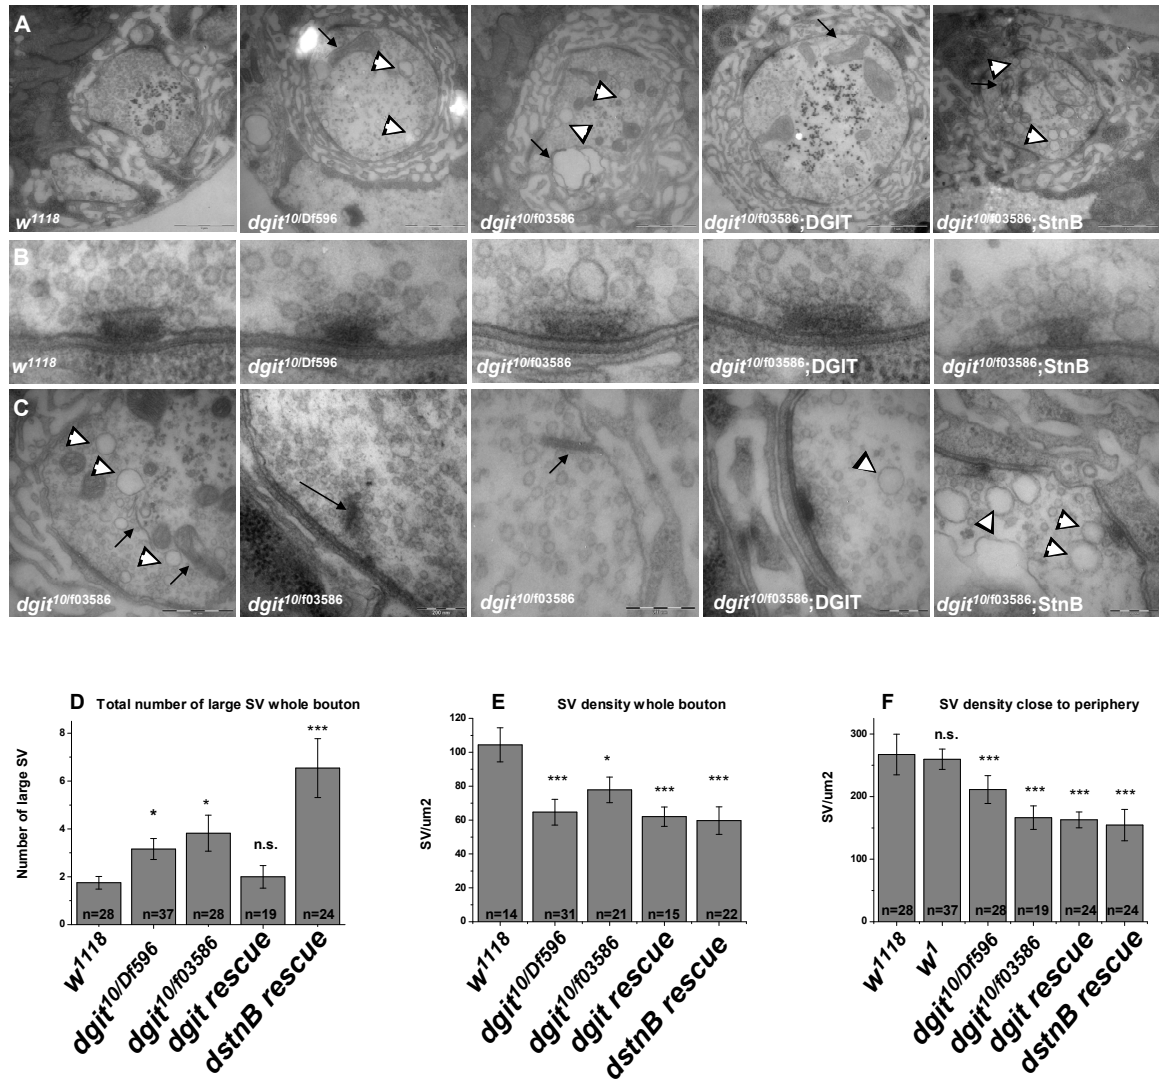 A
w1118
dgit10/Df596
dgit10/f03586
dgit10/f03586;DGIT
dgit10/f03586;StnB
B
w1118
dgit10/Df596
dgit10/f03586
dgit10/f03586;DGIT
dgit10/f03586;StnB
C
dgit10/f03586
dgit10/f03586
200 nm
dgit10/f03586
dgit10/f03586;DGIT
dgit10/f03586;StnB
D Total number of large SV whole bouton
Number of large SV
8
6
4
2
0
* * n.s. ***
n=28 n=37 n=28 n=19 n=24
w1118
dgit10/Df596
dgit10/f03586
dgit rescue
dstnB rescue
E SV density whole bouton
SV/um2
120
100
80
60
40
20
0
*** * *** ***
n=14 n=31 n=21 n=15 n=22
w1118
dgit10/Df596
dgit10/f03586
dgit rescue
dstnB rescue
F SV density close to periphery
SV/um2
300
200
100
0
n.s. *** *** *** ***
n=28 n=37 n=28 n=19 n=24 n=24
w1118
w1
dgit10/Df596
dgit10/f03586
dgit rescue
dstnB rescue